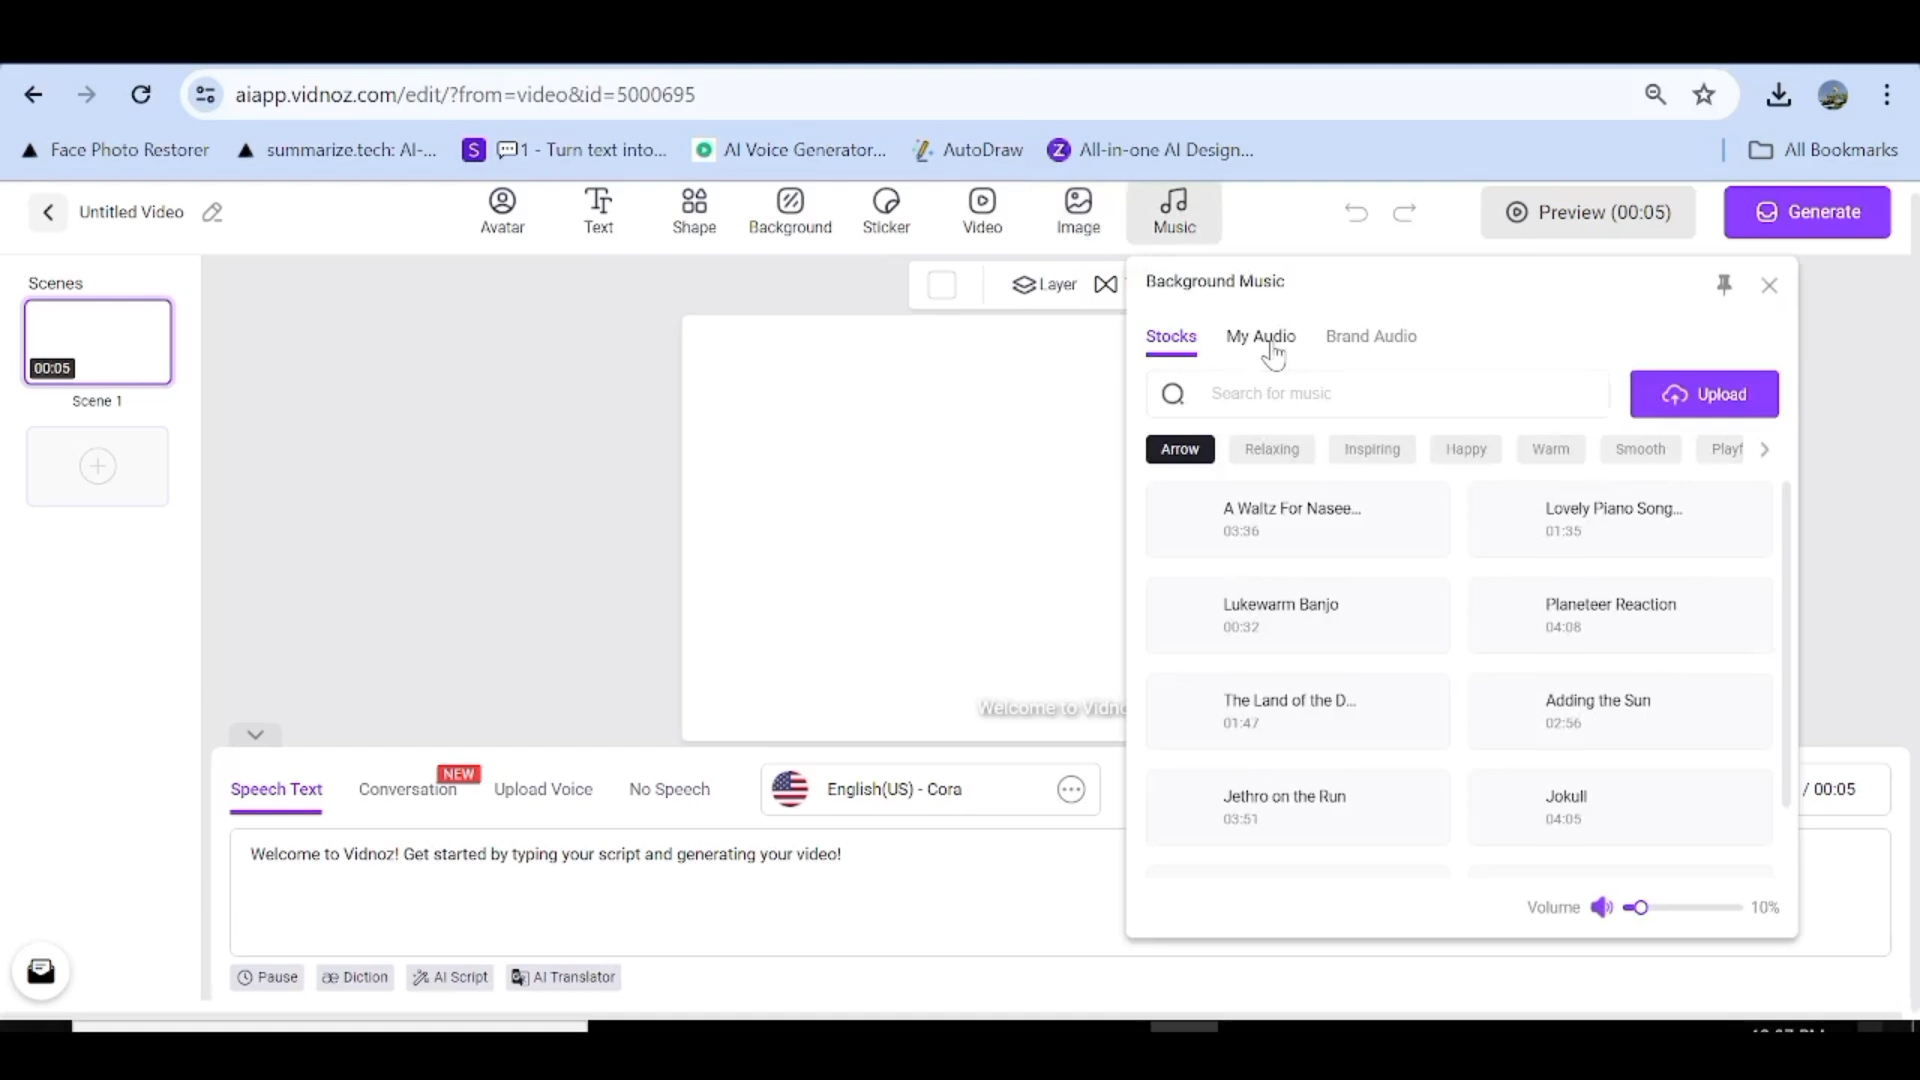 aiapp.vidnoz.com/edit/?from=video&id=5000695
Face Photo Restorer
summarize.tech: AI-...
S
1 - Turn text into...
AI Voice Generator...
AutoDraw
Z
All-in-one AI Design...
All Bookmarks
Untitled Video
Avatar
Text
Shape
Background
Sticker
Video
Image
Music
Preview (00:05)
Generate
Scenes
00:05
Scene 1
Layer
Background Music
Stocks
My Audio
Brand Audio
Search for music
Upload
Arrow
Relaxing
Inspiring
Happy
Warm
Smooth
Playf
A Waltz For Nasee...
03:36
Lovely Piano Song...
01:35
Lukewarm Banjo
00:32
Planeteer Reaction
04:08
The Land of the D...
01:47
Adding the Sun
02:56
Jethro on the Run
03:51
Jokull
04:05
Volume
10%
Welcome to Vidno
Speech Text
Conversation
NEW
Upload Voice
No Speech
English(US) - Cora
/ 00:05
Welcome to Vidnoz! Get started by typing your script and generating your video!
Pause
æ Diction
AI Script
AI Translator